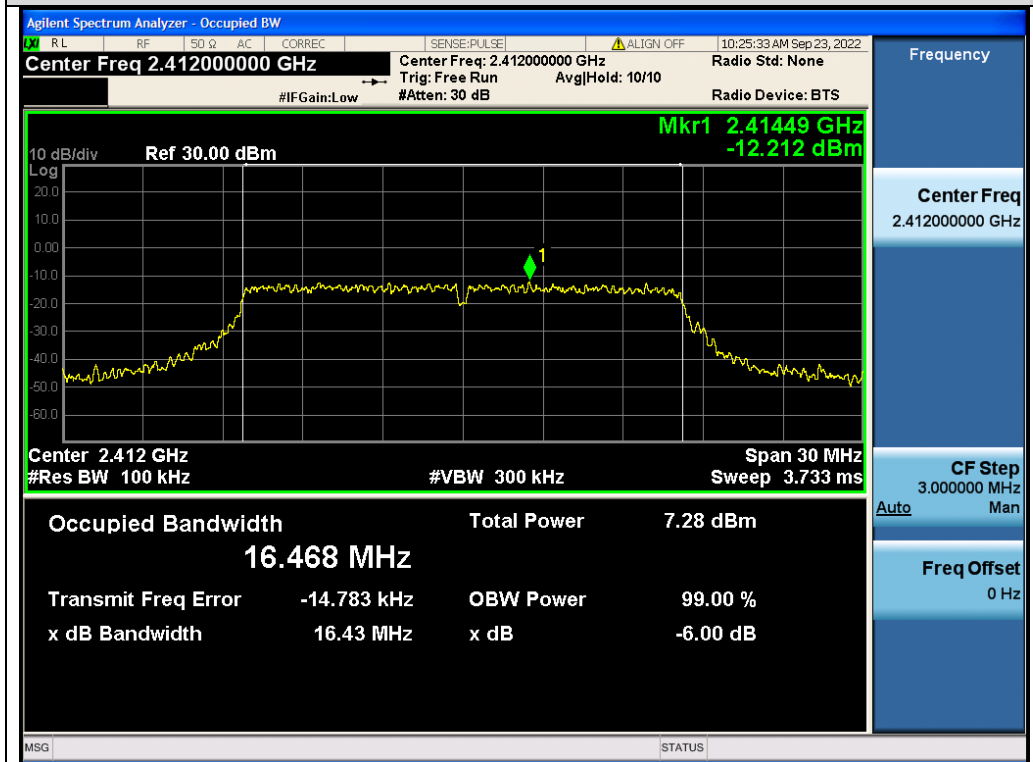 Agilent Spectrum Analyzer - Occupied BW
LXI RL RF 50 Ω AC CORREC SENSE:PULSE ALIGN OFF 10:25:33 AM Sep 23, 2022
Center Freq 2.412000000 GHz
Center Freq: 2.412000000 GHz
Radio Std: None
Trig: Free Run Avg|Hold: 10/10
#IFGain:Low
#Atten: 30 dB
Radio Device: BTS
Mkr1 2.41449 GHz
-12.212 dBm
10 dB/div Ref 30.00 dBm
Log
20.0
10.0
0.00
1
-10.0
-20.0
-30.0
-40.0
-50.0
-60.0
Center 2.412 GHz Span 30 MHz
#Res BW 100 kHz #VBW 300 kHz Sweep 3.733 ms
Occupied Bandwidth Total Power 7.28 dBm
16.468 MHz
Transmit Freq Error -14.783 kHz OBW Power 99.00 %
x dB Bandwidth 16.43 MHz x dB -6.00 dB
Frequency
Center Freq
2.412000000 GHz
CF Step
3.000000 MHz
Auto Man
Freq Offset
0 Hz
MSG STATUS